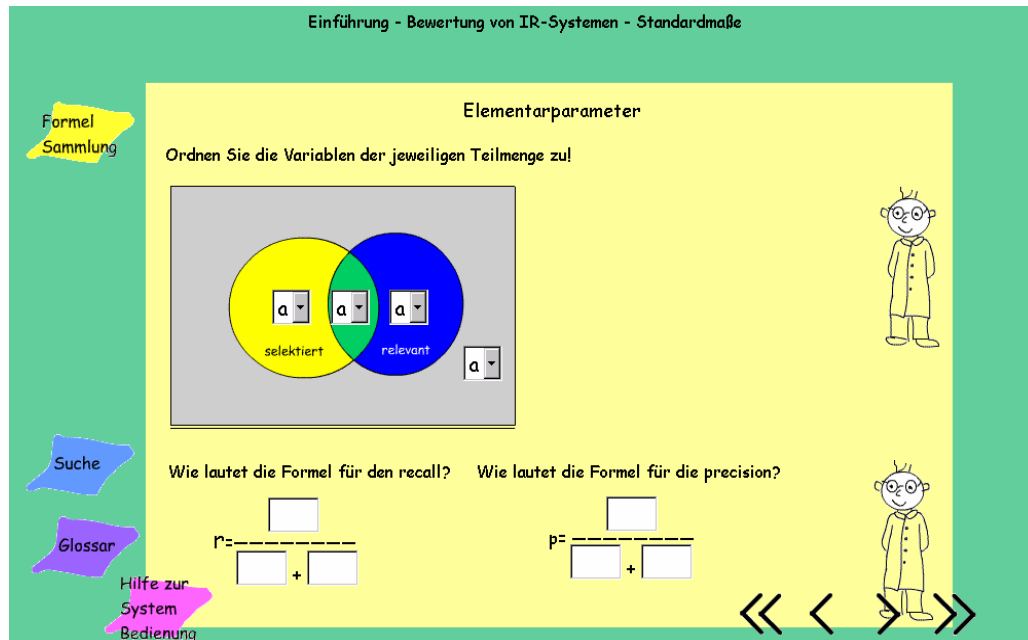 Einführung - Bewertung von IR-Systemen - Standardmaße
Formel
Sammlung
Elementarparameter
Ordnen Sie die Variablen der jeweiligen Teilmenge zu!
a a a
selektiert relevant
a
Suche
Wie lautet die Formel für den recall? Wie lautet die Formel für die precision?
r= +
p= +
Glossar
Hilfe zur
System
Bedienung